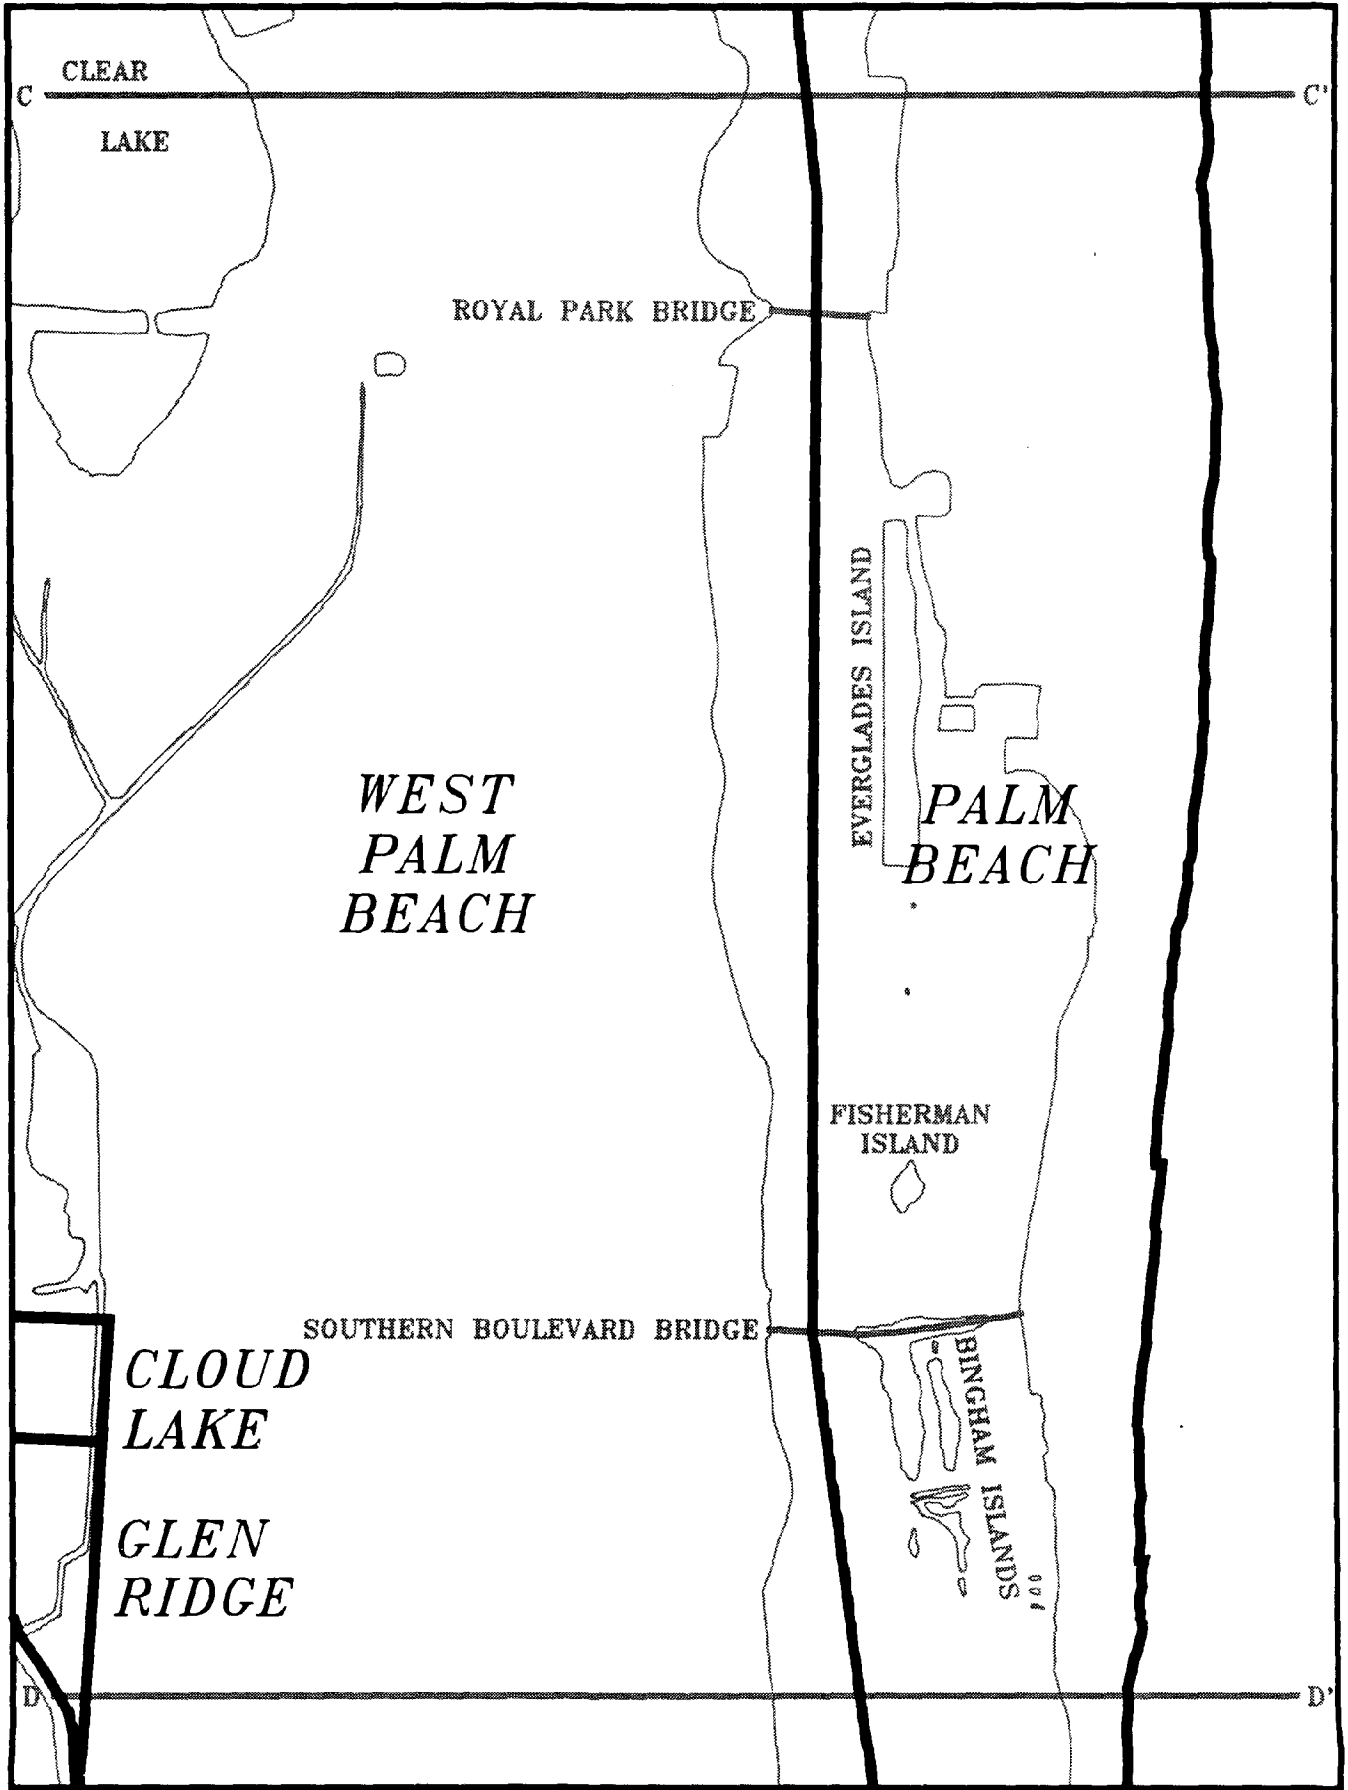 CLEAR
C
C'
LAKE
ROYAL PARK BRIDGE
EVERGLADES ISLAND
WEST
PALM
BEACH
PALM
BEACH
FISHERMAN
ISLAND
SOUTHERN BOULEVARD BRIDGE
BINGHAM ISLANDS
CLOUD
LAKE
GLEN
RIDGE
D
D'